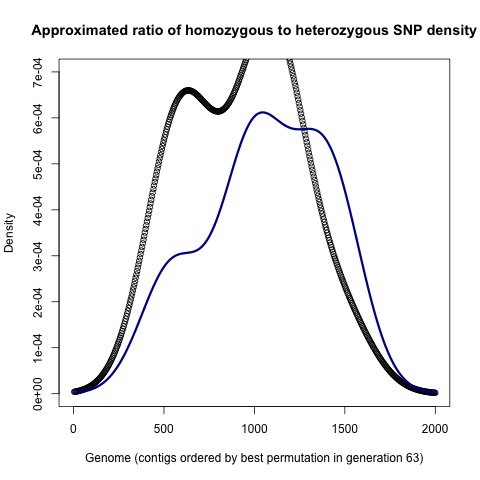 Approximated ratio of homozygous to heterozygous SNP density
7e-04
6e-04
5e-04
4e-04
3e-04
2e-04
1e-04
0e+00
Density
0 500 1000 1500 2000
Genome (contigs ordered by best permutation in generation 63)